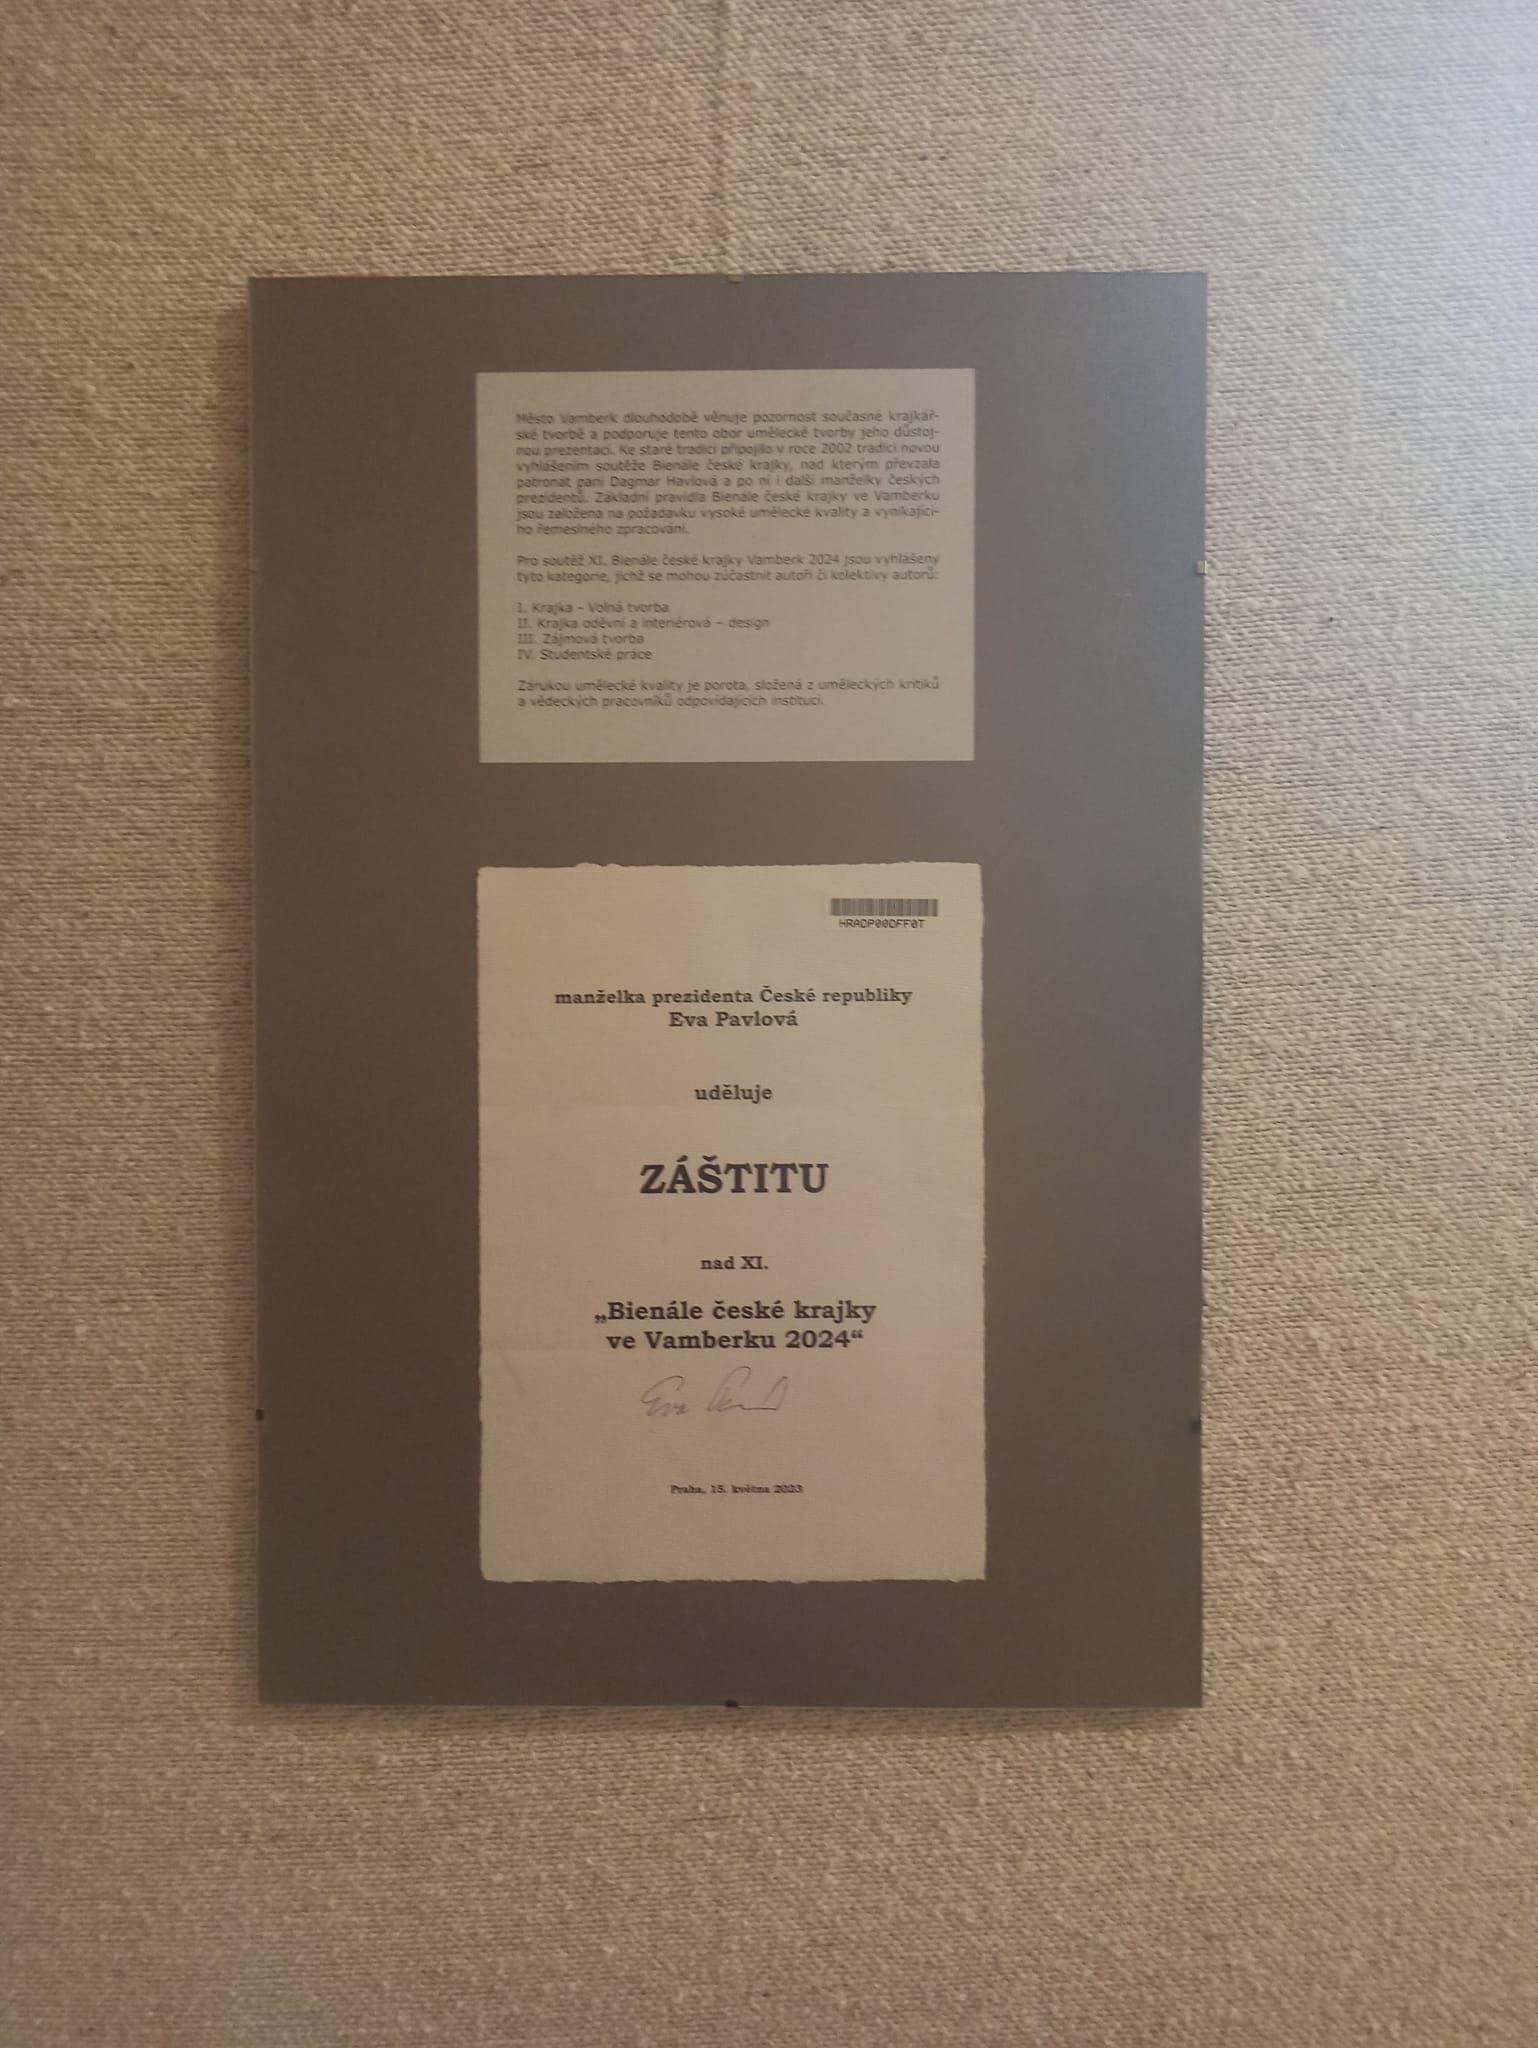 Město Vamberk dlouhodobě věnuje pozornost současné krajkář-
ské tvorbě a podporuje tento obor umělecké tvorby jeho důstoj-
nou prezentací. Ke staré tradici připojilo v roce 2002 tradici novou
vyhlášením soutěže Bienále české krajky, nad kterým převzala
patronát paní Dagmar Havlová a po ní i další manželky českých
prezidentů. Základní pravidla Bienále české krajky ve Vamberku
jsou založena na požadavku vysoké umělecké kvality a vynikající-
ho řemeslného zpracování.
Pro soutěž XI. Bienále české krajky Vamberk 2024 jsou vyhlášeny
tyto kategorie, jichž se mohou zúčastnit autoři či kolektivy autorů:
I. Krajka - Volná tvorba
II. Krajka oděvní a interiérová – design
III. Zájmová tvorba
IV. Studentské práce
Zárukou umělecké kvality je porota, složená z uměleckých kritiků
a vědeckých pracovníků odpovídajících institucí.
HRADP00DFF0T
manželka prezidenta České republiky
Eva Pavlová
uděluje
ZÁŠTITU
nad XI.
„Bienále české krajky
ve Vamberku 2024“
Eva
Praha, 15. května 2023